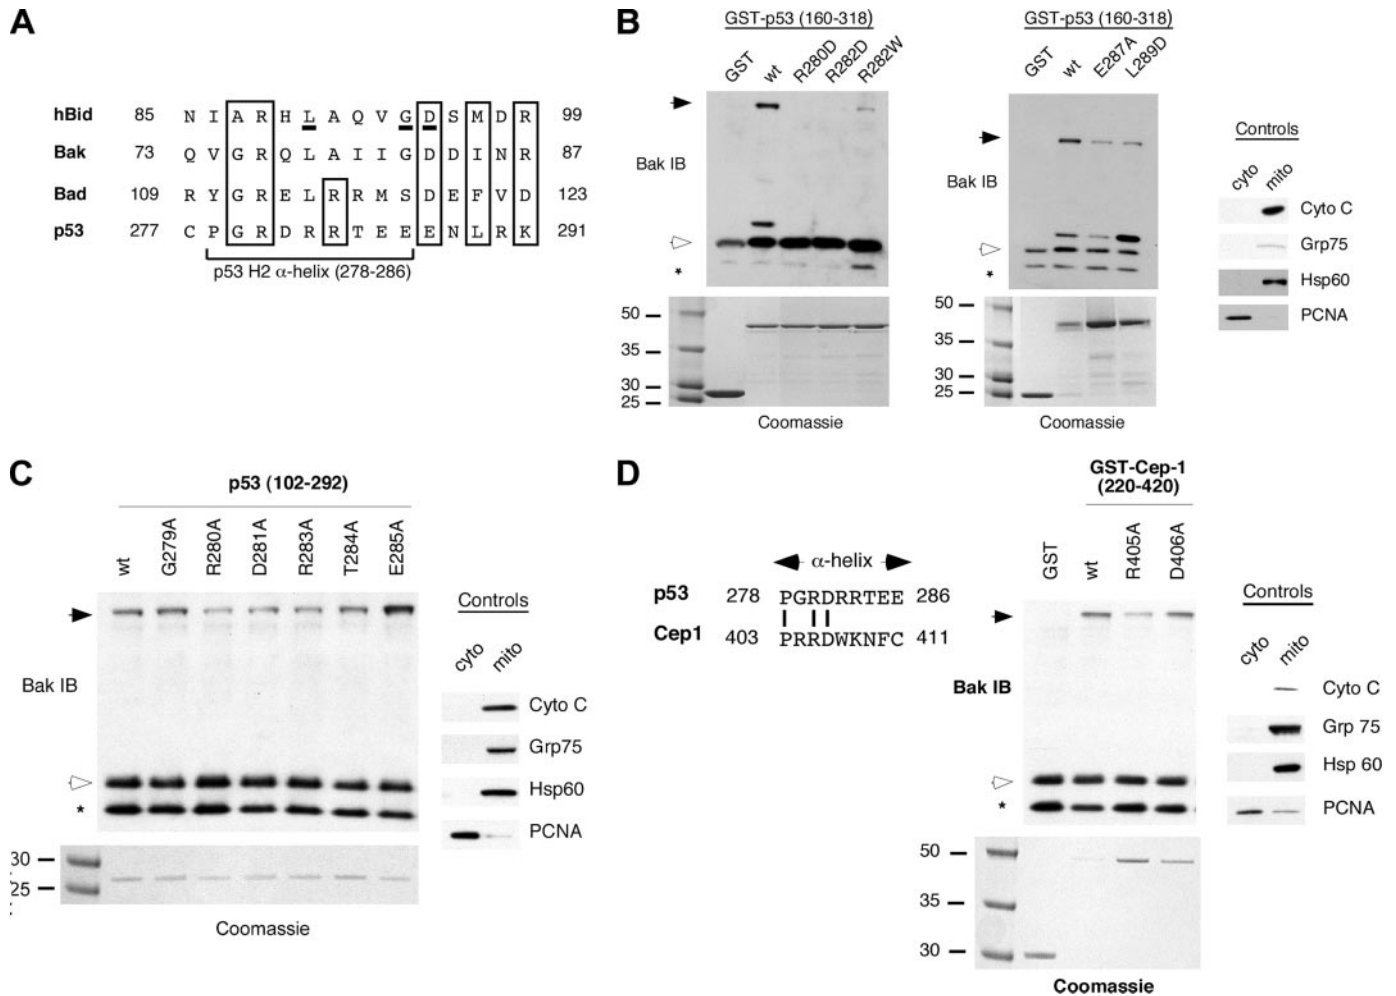 A
hBid 85 N I A R H L A Q V G D S M D R 99
Bak 73 Q V G R Q L A I I G D D I N R 87
Bad 109 R Y G R E L R R M S D E F V D 123
p53 277 C P G R D R R T E E E N L R K 291
p53 H2 α-helix (278-286)
B
GST-p53 (160-318)
GST wt R280D R282D R282W
Bak IB
*
50
35
30
25
Coomassie
GST-p53 (160-318)
GST wt E287A L289D
Bak IB
*
50
35
30
25
Coomassie
Controls
cyto mito
Cyto C
Grp75
Hsp60
PCNA
C
p53 (102-292)
wt G279A R280A D281A R283A T284A E285A
Bak IB
*
30
25
Coomassie
Controls
cyto mito
Cyto C
Grp75
Hsp60
PCNA
D
α-helix
p53 278 PGRDRRTEE 286
Cep1 403 PRRDWKNFC 411
GST-Cep-1
(220-420)
GST wt R405A D406A
Bak IB
*
50
35
30
Coomassie
Controls
cyto mito
Cyto C
Grp 75
Hsp 60
PCNA